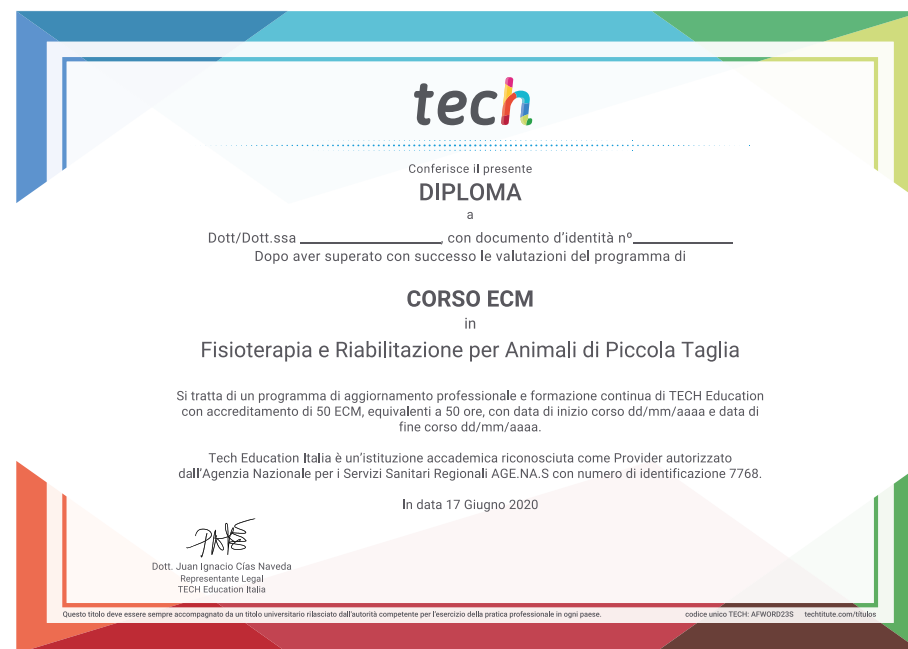 tech
Conferisce il presente
DIPLOMA
a
Dott/Dott.ssa ____________________, con documento d'identità nº______________
Dopo aver superato con successo le valutazioni del programma di
CORSO ECM
in
Fisioterapia e Riabilitazione per Animali di Piccola Taglia
Si tratta di un programma di aggiornamento professionale e formazione continua di TECH Education
con accreditamento di 50 ECM, equivalenti a 50 ore, con data di inizio corso dd/mm/aaaa e data di
fine corso dd/mm/aaaa.
Tech Education Italia è un'istituzione accademica riconosciuta come Provider autorizzato
dall'Agenzia Nazionale per i Servizi Sanitari Regionali AGE.NA.S con numero di identificazione 7768.
In data 17 Giugno 2020
Dott. Juan Ignacio Cías Naveda
Representante Legal
TECH Education Italia
Questo titolo deve essere sempre accompagnato da un titolo universitario rilasciato dall'autorità competente per l'esercizio della pratica professionale in ogni paese. codice unico TECH: AFWORD23S techtitute.com/títulos